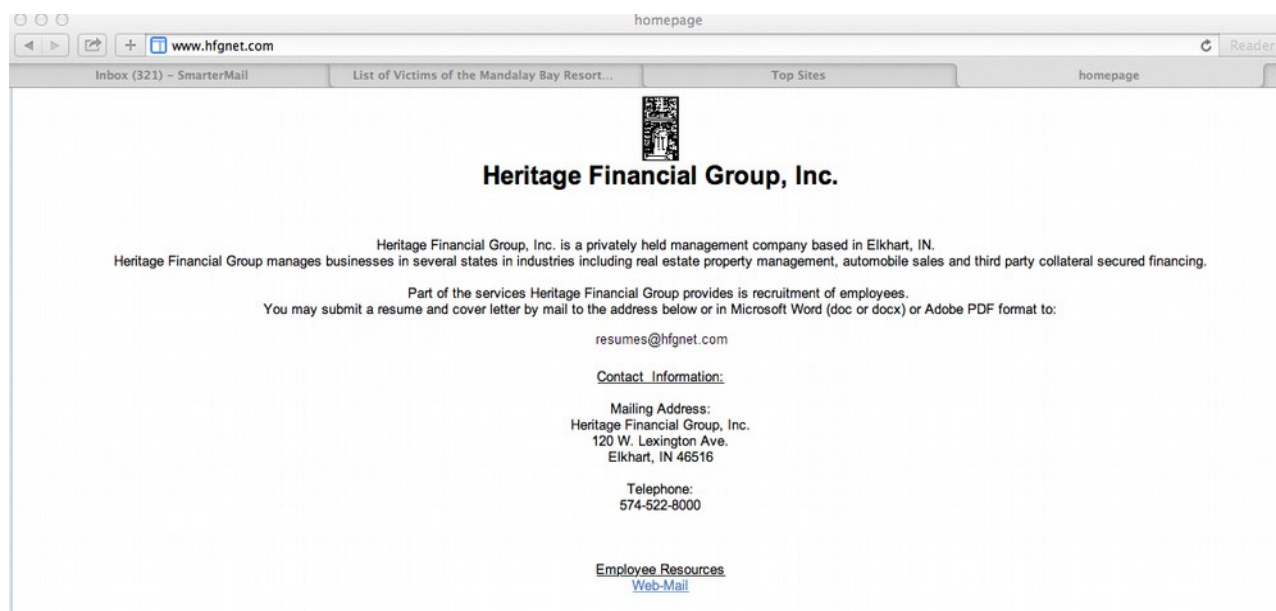 homepage
www.hfgnet.com
Reader
Inbox (321) – SmarterMail
List of Victims of the Mandalay Bay Resort...
Top Sites
homepage
Heritage Financial Group, Inc.
Heritage Financial Group, Inc. is a privately held management company based in Elkhart, IN.
Heritage Financial Group manages businesses in several states in industries including real estate property management, automobile sales and third party collateral secured financing.
Part of the services Heritage Financial Group provides is recruitment of employees.
You may submit a resume and cover letter by mail to the address below or in Microsoft Word (doc or docx) or Adobe PDF format to:
resumes@hfgnet.com
Contact Information:
Mailing Address:
Heritage Financial Group, Inc.
120 W. Lexington Ave.
Elkhart, IN 46516
Telephone:
574-522-8000
Employee Resources
Web-Mail